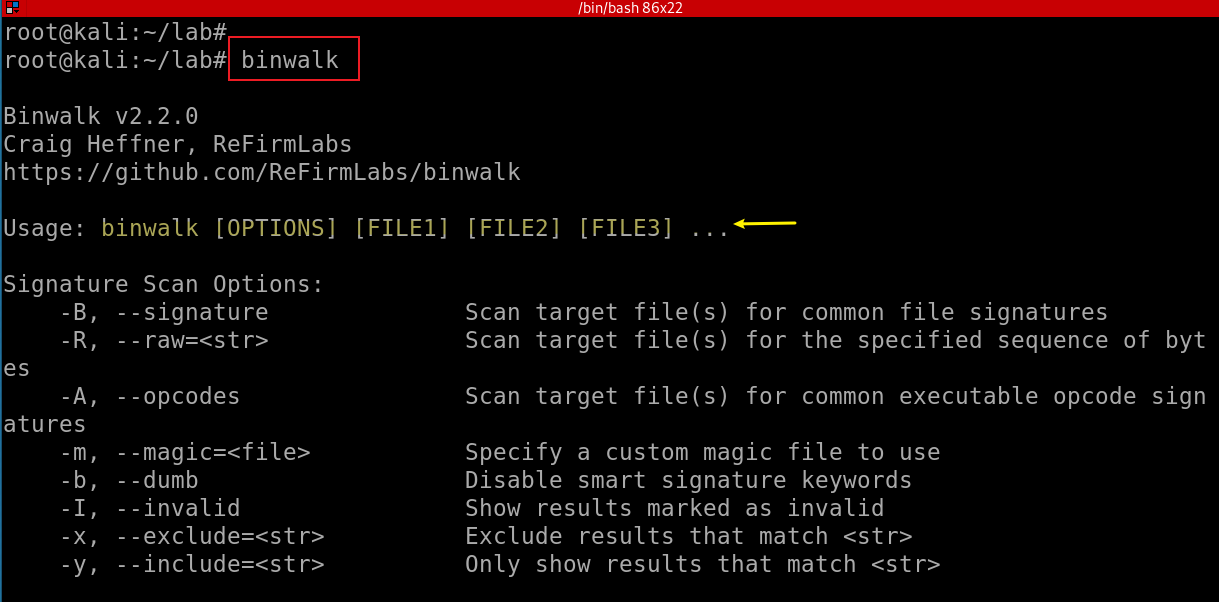 /bin/bash 86x22
root@kali:~/lab#
root@kali:~/lab# binwalk
Binwalk v2.2.0
Craig Heffner, ReFirmLabs
https://github.com/ReFirmLabs/binwalk
Usage: binwalk [OPTIONS] [FILE1] [FILE2] [FILE3] ...
Signature Scan Options:
    -B, --signature              Scan target file(s) for common file signatures
    -R, --raw=<str>              Scan target file(s) for the specified sequence of byt
es
    -A, --opcodes                Scan target file(s) for common executable opcode sign
atures
    -m, --magic=<file>           Specify a custom magic file to use
    -b, --dumb                   Disable smart signature keywords
    -I, --invalid                Show results marked as invalid
    -x, --exclude=<str>          Exclude results that match <str>
    -y, --include=<str>          Only show results that match <str>